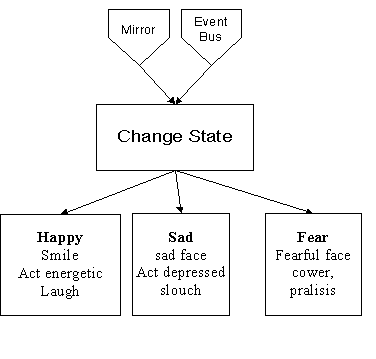 Mirror
Event
Bus
Change State
Happy
Smile
Act energetic
Laugh
Sad
sad face
Act depressed
slouch
Fear
Fearful face
cower,
pralisis